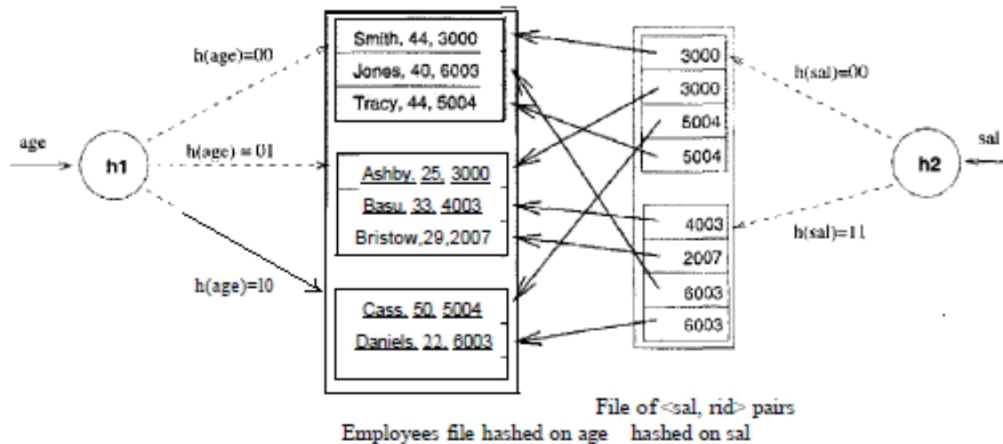 h(age)=00
age
h1
h(age) = 01
h(age)=10
Smith, 44, 3000
Jones, 40, 6003
Tracy, 44, 5004
Ashby, 25, 3000
Basu, 33, 4003
Bristow,29,2007
Cass, 50, 5004
Daniels, 22, 6003
3000
3000
5004
5004
4003
2007
6003
6003
h(sal)=00
h2
sal
h(sal)=11
File of <sal, rid> pairs
Employees file hashed on age hashed on sal